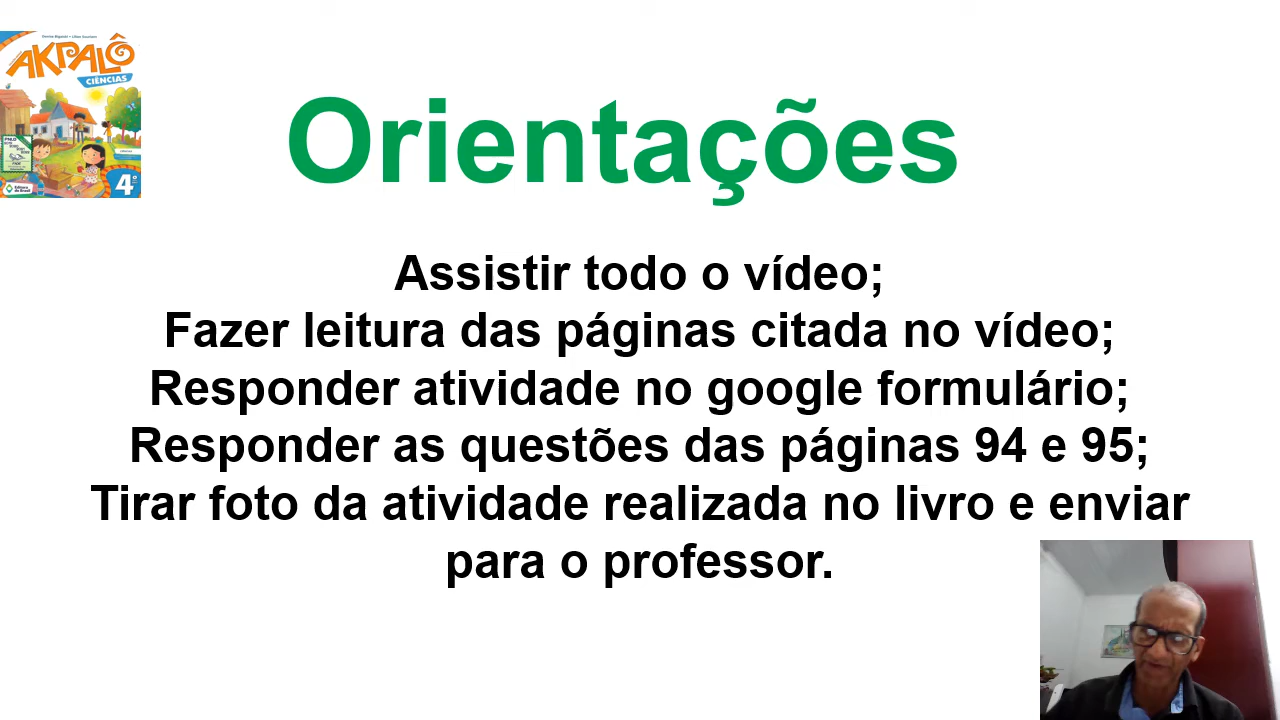 AKPALÔ
CIÊNCIAS
4º
Orientações
Assistir todo o vídeo;
Fazer leitura das páginas citada no vídeo;
Responder atividade no google formulário;
Responder as questões das páginas 94 e 95;
Tirar foto da atividade realizada no livro e enviar
para o professor.